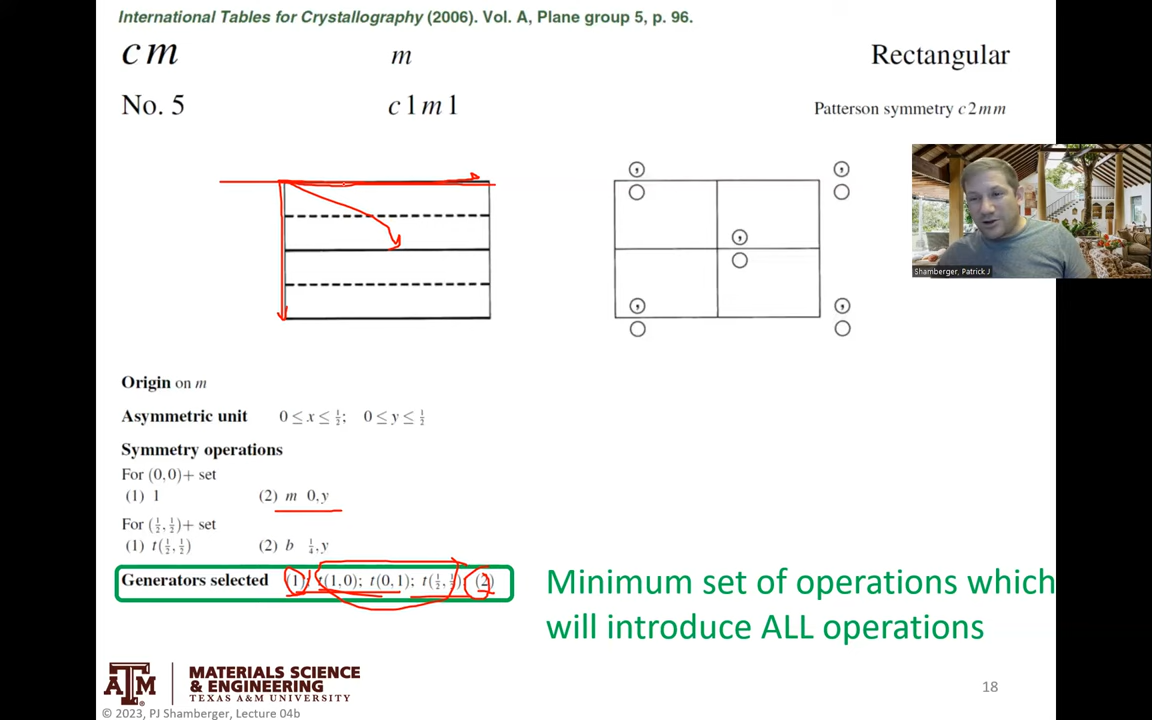 International Tables for Crystallography (2006). Vol. A, Plane group 5, p. 96.
cm m Rectangular
No. 5 c1m1 Patterson symmetry c2mm
Shamberger, Patrick J
Origin on m
Asymmetric unit 0 ≤ x ≤ ½; 0 ≤ y ≤ ½
Symmetry operations
For (0,0)+ set
(1) 1 (2) m 0,y
For (½,½)+ set
(1) t(½,½) (2) b ¼,y
Generators selected (1); t(1,0); t(0,1); t(½,½); (2)
Minimum set of operations which
will introduce ALL operations
ATM MATERIALS SCIENCE
& ENGINEERING
TEXAS A&M UNIVERSITY
18
© 2023, PJ Shamberger, Lecture 04b